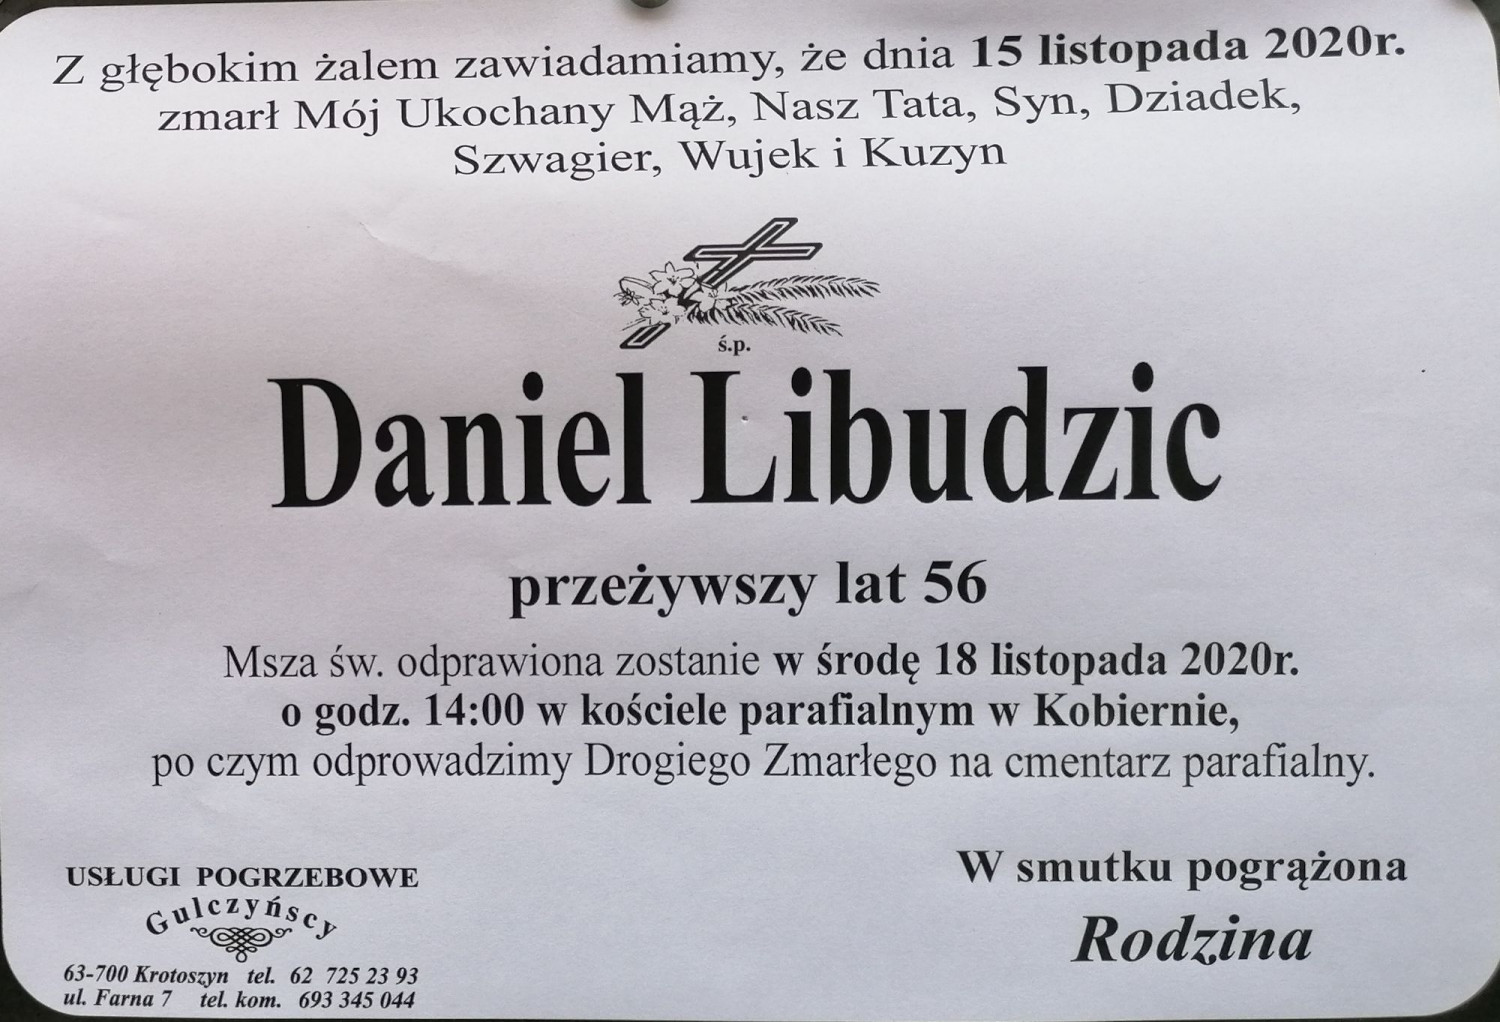 Z głębokim żalem zawiadamiamy, że dnia 15 listopada 2020r.
zmarł Mój Ukochany Mąż, Nasz Tata, Syn, Dziadek,
Szwagier, Wujek i Kuzyn
ś.p.
Daniel Libudzic
przeżywszy lat 56
Msza św. odprawiona zostanie w środę 18 listopada 2020r.
o godz. 14:00 w kościele parafialnym w Kobiernie,
po czym odprowadzimy Drogiego Zmarłego na cmentarz parafialny.
W smutku pogrążona
Rodzina
USŁUGI POGRZEBOWE
Gulczyńscy
63-700 Krotoszyn tel. 62 725 23 93
ul. Farna 7 tel. kom. 693 345 044